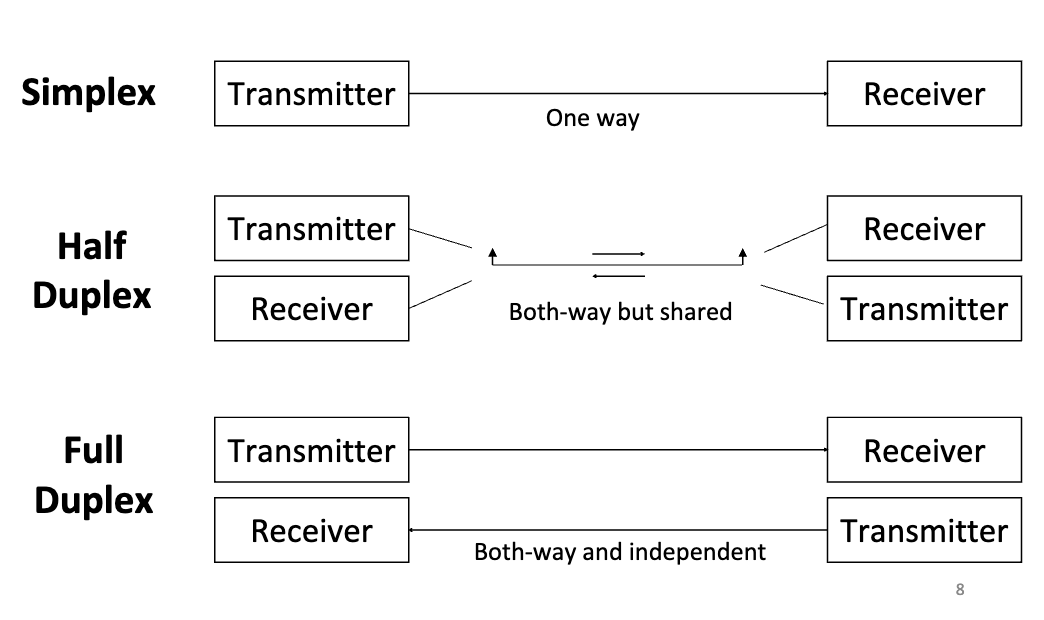 Simplex
Transmitter
Receiver
One way
Half
Duplex
Transmitter
Receiver
Receiver
Transmitter
Both-way but shared
Full
Duplex
Transmitter
Receiver
Receiver
Transmitter
Both-way and independent
8